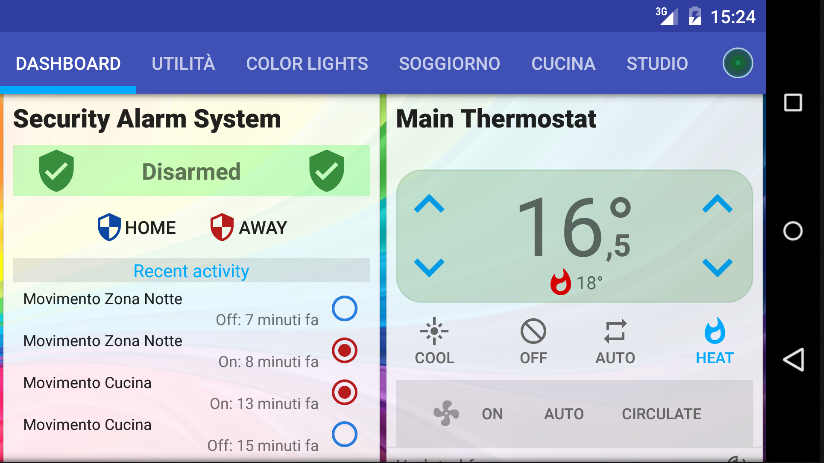 3G 15:24
DASHBOARD UTILITÀ COLOR LIGHTS SOGGIORNO CUCINA STUDIO
Security Alarm System
Disarmed
HOME AWAY
Recent activity
Movimento Zona Notte
Off: 7 minuti fa
Movimento Zona Notte
On: 8 minuti fa
Movimento Cucina
On: 13 minuti fa
Movimento Cucina
Off: 15 minuti fa
Main Thermostat
16°,5
18°
COOL OFF AUTO HEAT
ON AUTO CIRCULATE